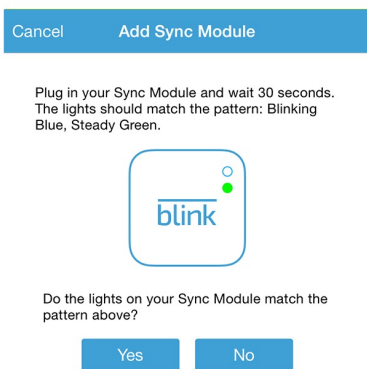 Cancel Add Sync Module
Plug in your Sync Module and wait 30 seconds.
The lights should match the pattern: Blinking
Blue, Steady Green.
blink
Do the lights on your Sync Module match the
pattern above?
Yes No